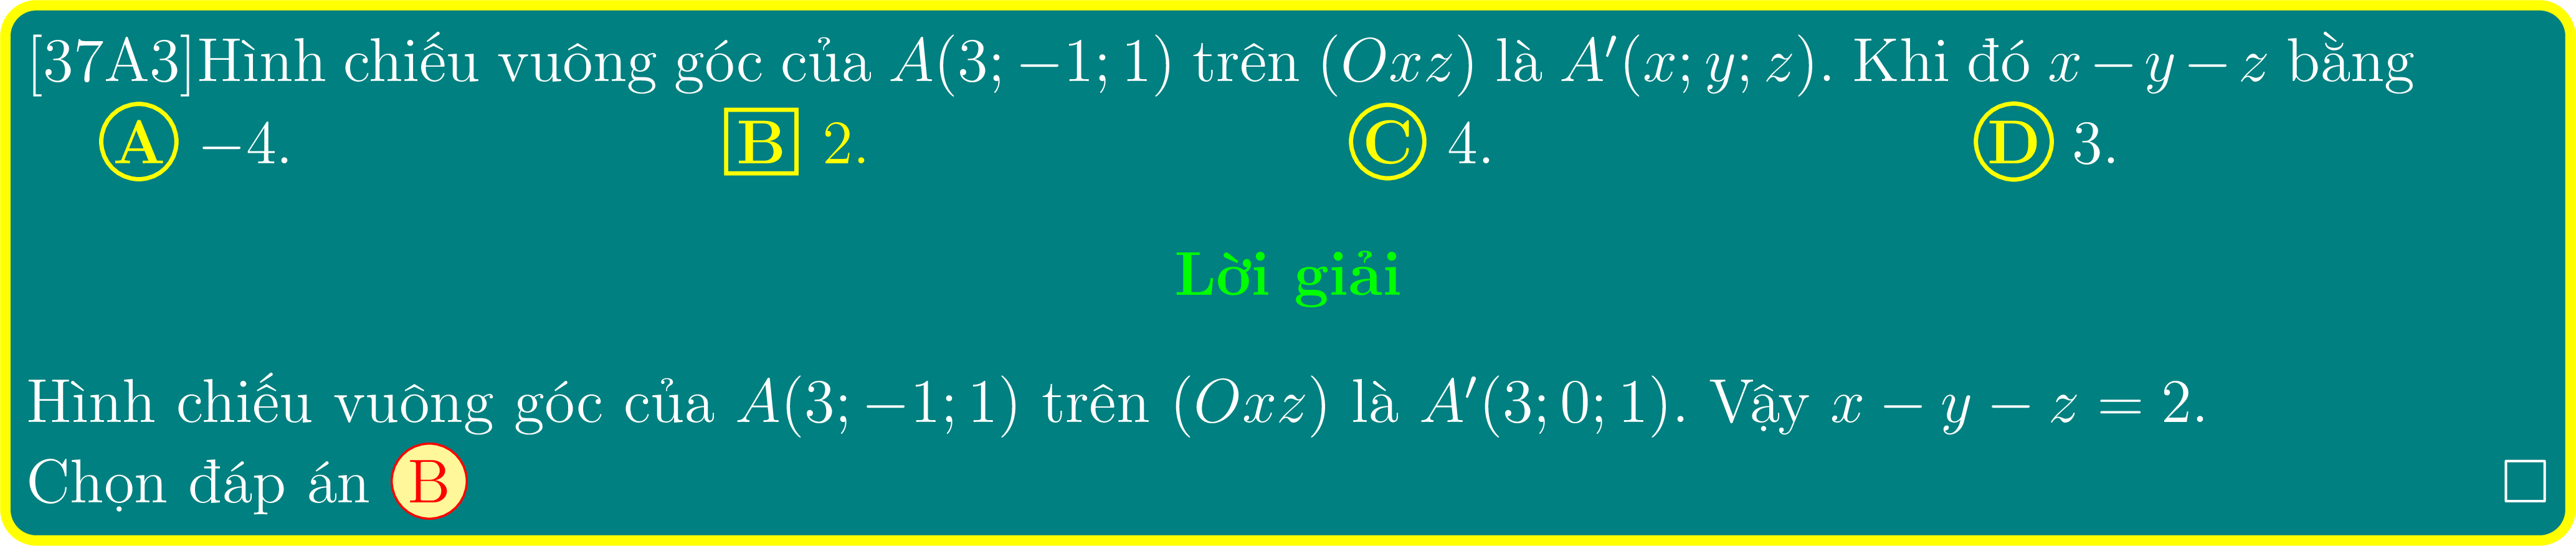 [37A3]Hình chiếu vuông góc của A(3; −1; 1) trên (Oxz) là A′(x; y; z). Khi đó x − y − z bằng
A −4. B 2. C 4. D 3.
Lời giải
Hình chiếu vuông góc của A(3; −1; 1) trên (Oxz) là A′(3; 0; 1). Vậy x − y − z = 2.
Chọn đáp án B □